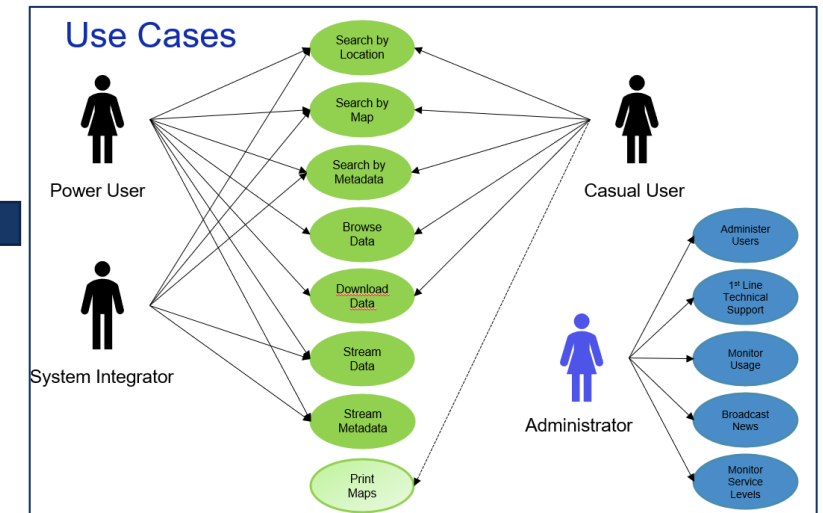 Use Cases
Search by
Location
Search by
Map
Search by
Metadata
Browse
Data
Download
Data
Stream
Data
Stream
Metadata
Print
Maps
Power User
System Integrator
Casual User
Administrator
Administer
Users
1st Line
Technical
Support
Monitor
Usage
Broadcast
News
Monitor
Service
Levels